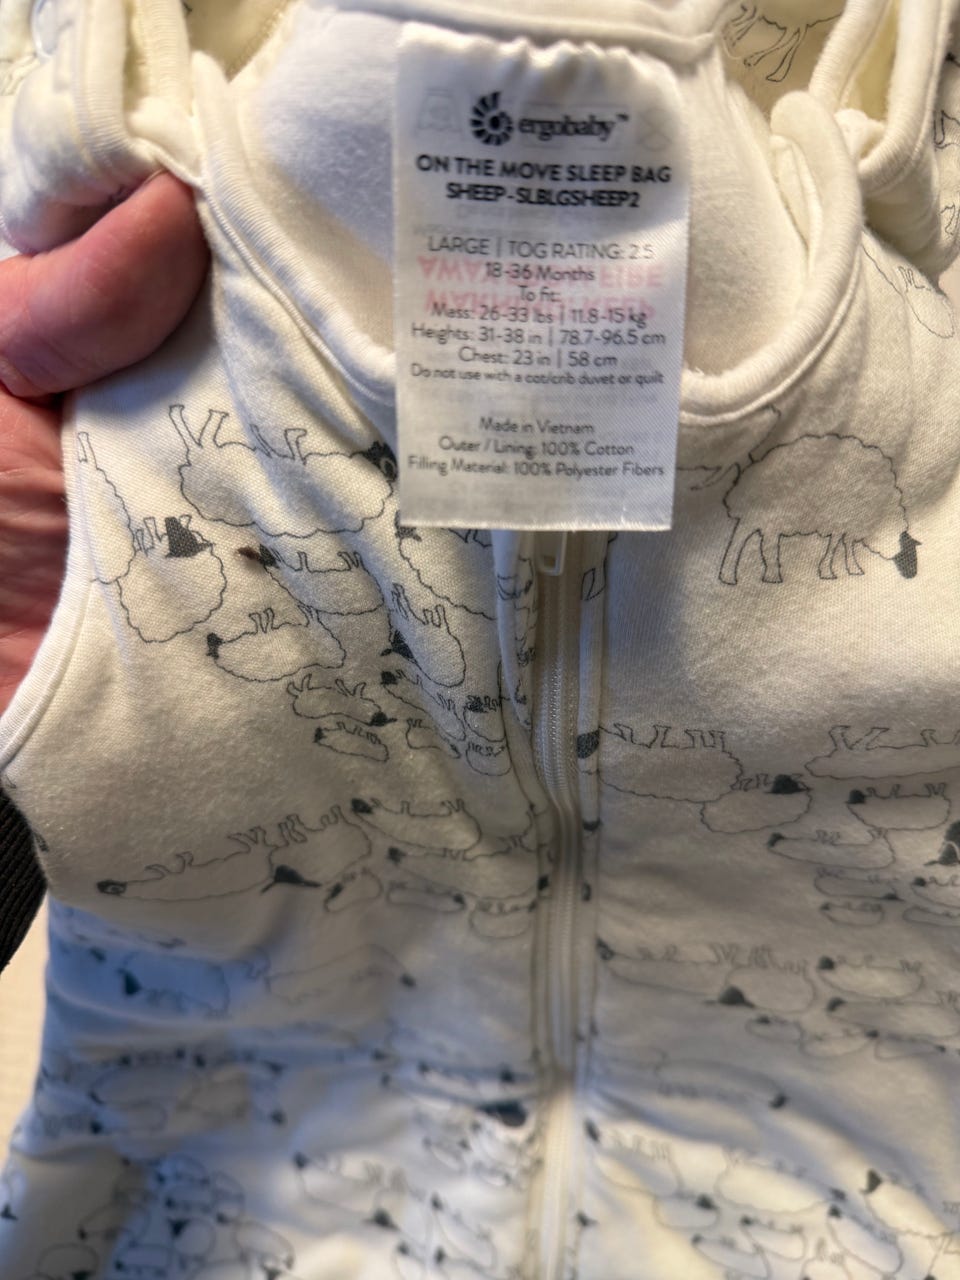 ergobaby™
ON THE MOVE SLEEP BAG
SHEEP-SLBLGSHEEP2
LARGE | TOG RATING: 2.5
18-36 Months
To fit:
Mass: 26-33 lbs | 11.8-15 kg
Heights: 31-38 in | 78.7-96.5 cm
Chest: 23 in | 58 cm
Do not use with a cot/crib duvet or quilt
Made in Vietnam
Outer / Lining: 100% Cotton
Filling Material: 100% Polyester Fibers